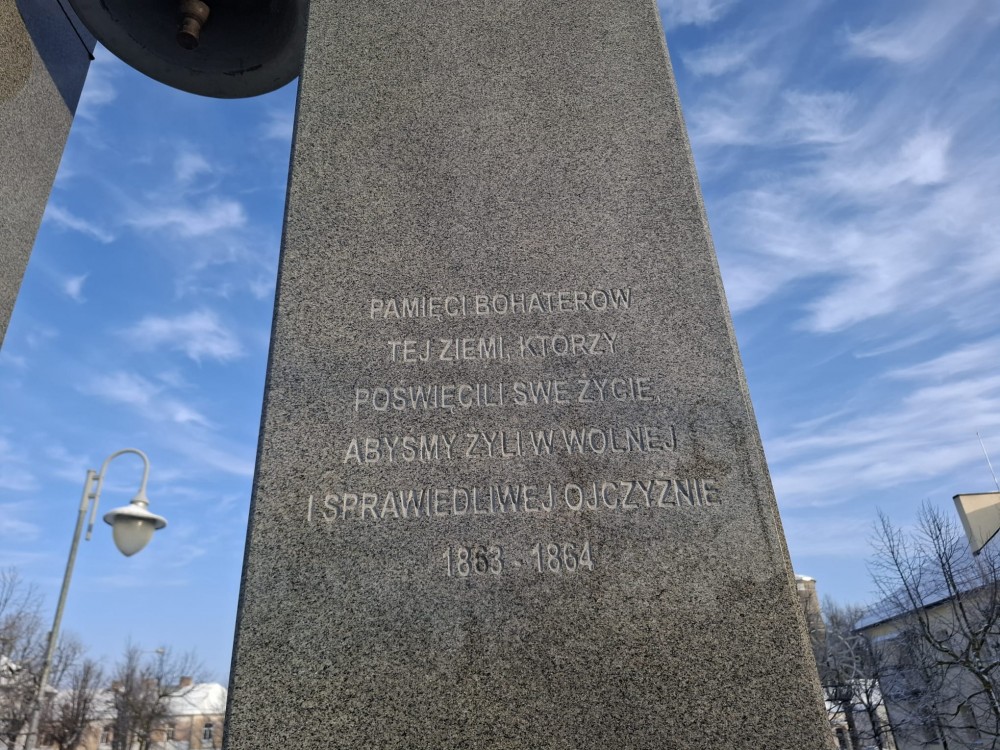 PAMIĘCI BOHATERÓW
TEJ ZIEMI, KTÓRZY
POŚWIĘCILI SWE ŻYCIE,
ABYŚMY ŻYLI W WOLNEJ
I SPRAWIEDLIWEJ OJCZYŹNIE
1863 - 1864